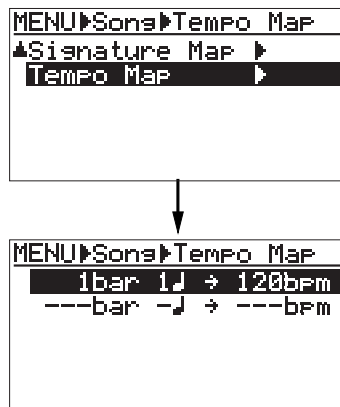 MENU▶Song▶Tempo Map
▲Signature Map ▶
Tempo Map ▶
MENU▶Song▶Tempo Map
1bar 1♩ → 120bpm
---bar -♩ → ---bpm